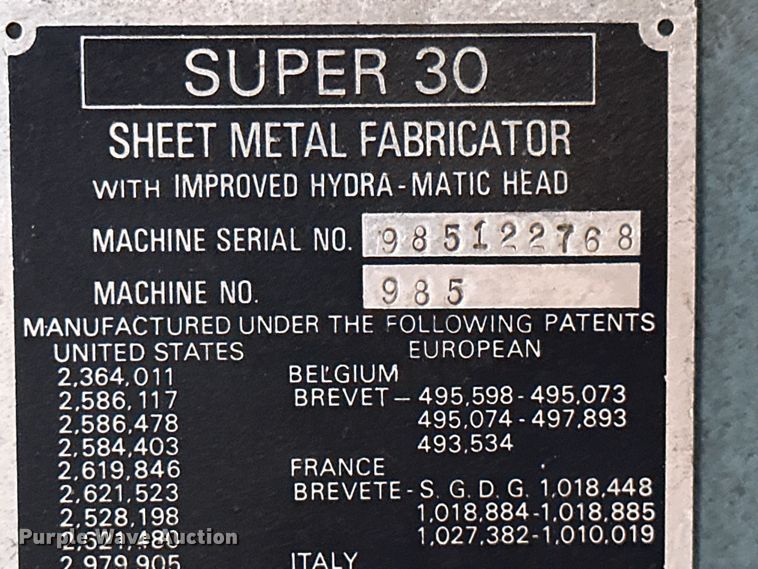 SUPER 30
SHEET METAL FABRICATOR
WITH IMPROVED HYDRA-MATIC HEAD
MACHINE SERIAL NO. 985122768
MACHINE NO. 985
MANUFACTURED UNDER THE FOLLOWING PATENTS
UNITED STATES EUROPEAN
2,364,011 BELGIUM
2,586,117 BREVET — 495,598 - 495,073
2,586,478 495,074 - 497,893
2,584,403 493,534
2,619,846 FRANCE
2,621,523 BREVETE - S. G. D. G. 1,018,448
2,528,198 1,018,884 - 1,018,885
1,027,382 - 1,010,019
Purple Wave Auction
2,979,905 ITALY